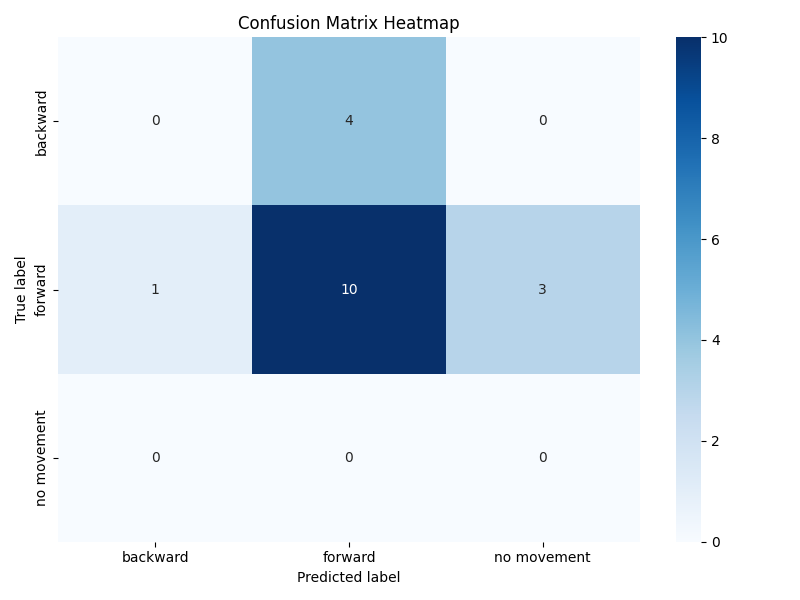 Confusion Matrix Heatmap
True label
backward
0
4
0
forward
1
10
3
no movement
0
0
0
backward
forward
no movement
Predicted label
10
8
6
4
2
0